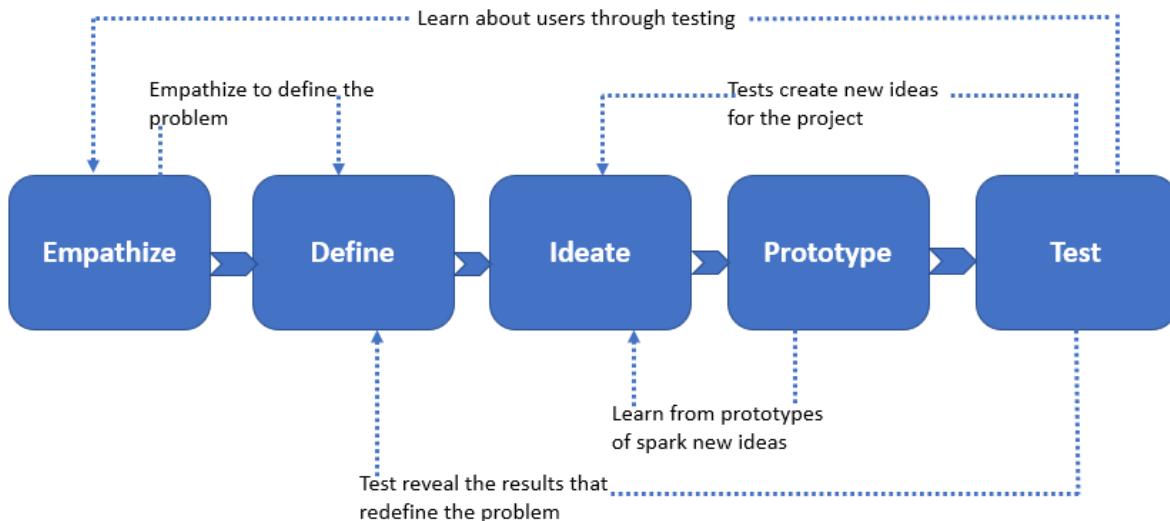 Learn about users through testing
Empathize to define the
problem
Tests create new ideas
for the project
Empathize
Define
Ideate
Prototype
Test
Learn from prototypes
of spark new ideas
Test reveal the results that
redefine the problem